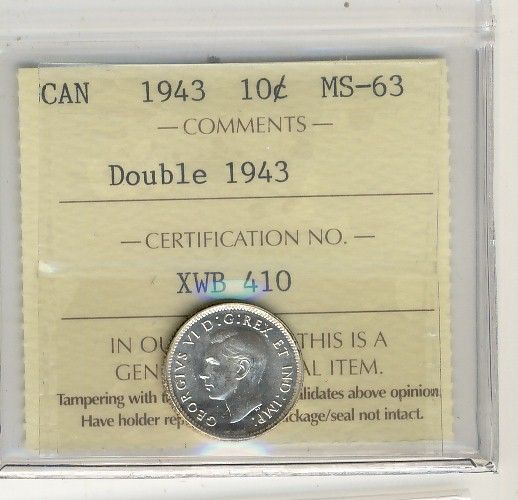 CAN 1943 10¢ MS-63
— COMMENTS —
Double 1943
— CERTIFICATION NO. —
XWB 410
IN THIS IS A
ITEM.
Tampering with above opinion
Have holder seal not intact.
GEORGIVS VI D:G:REX ET IND:IMP: